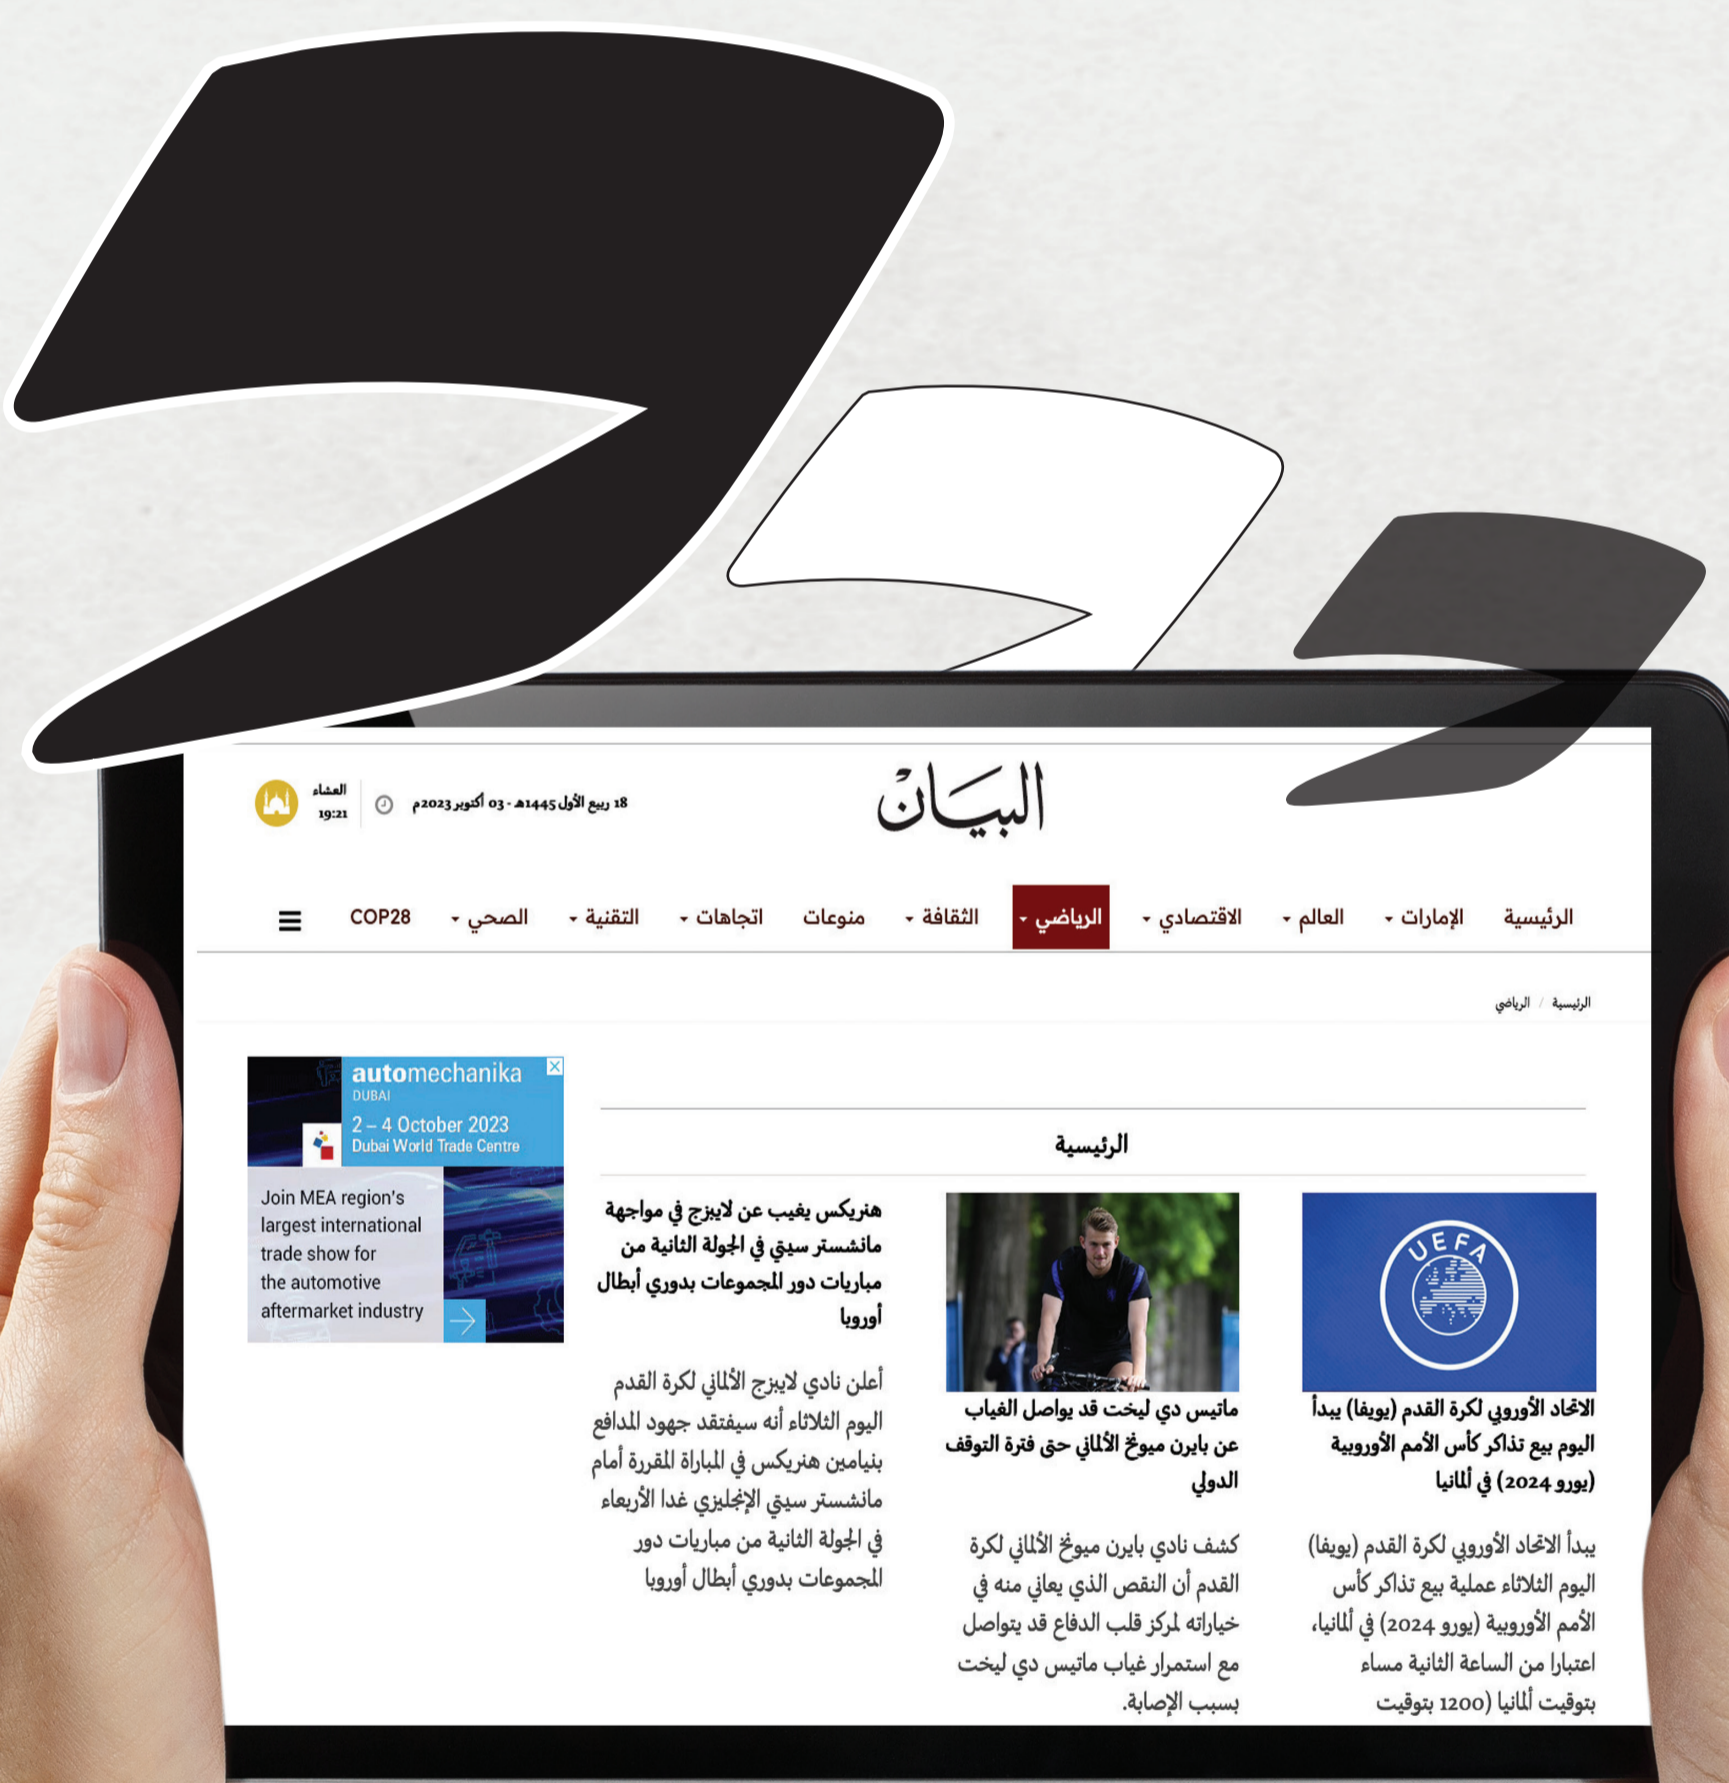 البيان
18 ربيع الأول 1445هـ - 03 أكتوبر 2023م
العشاء
19:21
الرئيسية
الإمارات
العالم
الاقتصادي
الرياضي
الثقافة
منوعات
اتجاهات
التقنية
الصحي
COP28
الرئيسية / الرياضي
الرئيسية
UEFA
الاتحاد الأوروبي لكرة القدم (يويفا) يبدأ
اليوم بيع تذاكر كأس الأمم الأوروبية
(يورو 2024) في ألمانيا
يبدأ الاتحاد الأوروبي لكرة القدم (يويفا)
اليوم الثلاثاء عملية بيع تذاكر كأس
الأمم الأوروبية (يورو 2024) في ألمانيا،
اعتبارا من الساعة الثانية مساء
بتوقيت ألمانيا (1200 بتوقيت
ماتيس دي ليخت قد يواصل الغياب
عن بايرن ميونخ الألماني حتى فترة التوقف
الدولي
كشف نادي بايرن ميونخ الألماني لكرة
القدم أن النقص الذي يعاني منه في
خياراته لمركز قلب الدفاع قد يتواصل
مع استمرار غياب ماتيس دي ليخت
بسبب الإصابة.
هنريكس يغيب عن لايبزج في مواجهة
مانشستر سيتي في الجولة الثانية من
مباريات دور المجموعات بدوري أبطال
أوروبا
أعلن نادي لايبزج الألماني لكرة القدم
اليوم الثلاثاء أنه سيفتقد جهود المدافع
بنيامين هنريكس في المباراة المقررة أمام
مانشستر سيتي الإنجليزي غدا الأربعاء
في الجولة الثانية من مباريات دور
المجموعات بدوري أبطال أوروبا
automechanika
DUBAI
2 – 4 October 2023
Dubai World Trade Centre
Join MEA region's
largest international
trade show for
the automotive
aftermarket industry